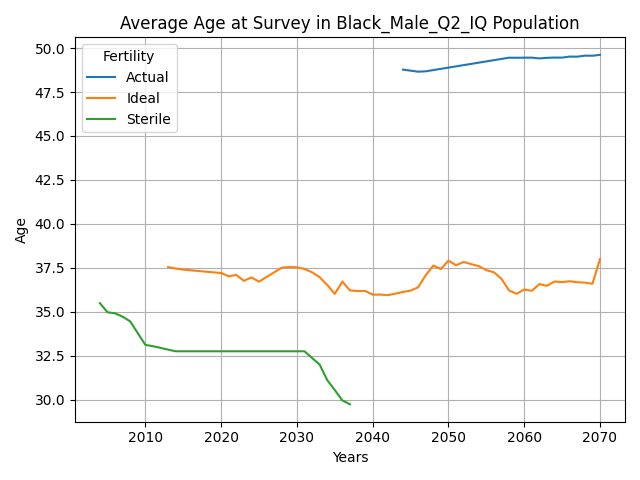 Average Age at Survey in Black_Male_Q2_IQ Population
Fertility
Actual
Ideal
Sterile
Age
50.0
47.5
45.0
42.5
40.0
37.5
35.0
32.5
30.0
2010 2020 2030 2040 2050 2060 2070
Years